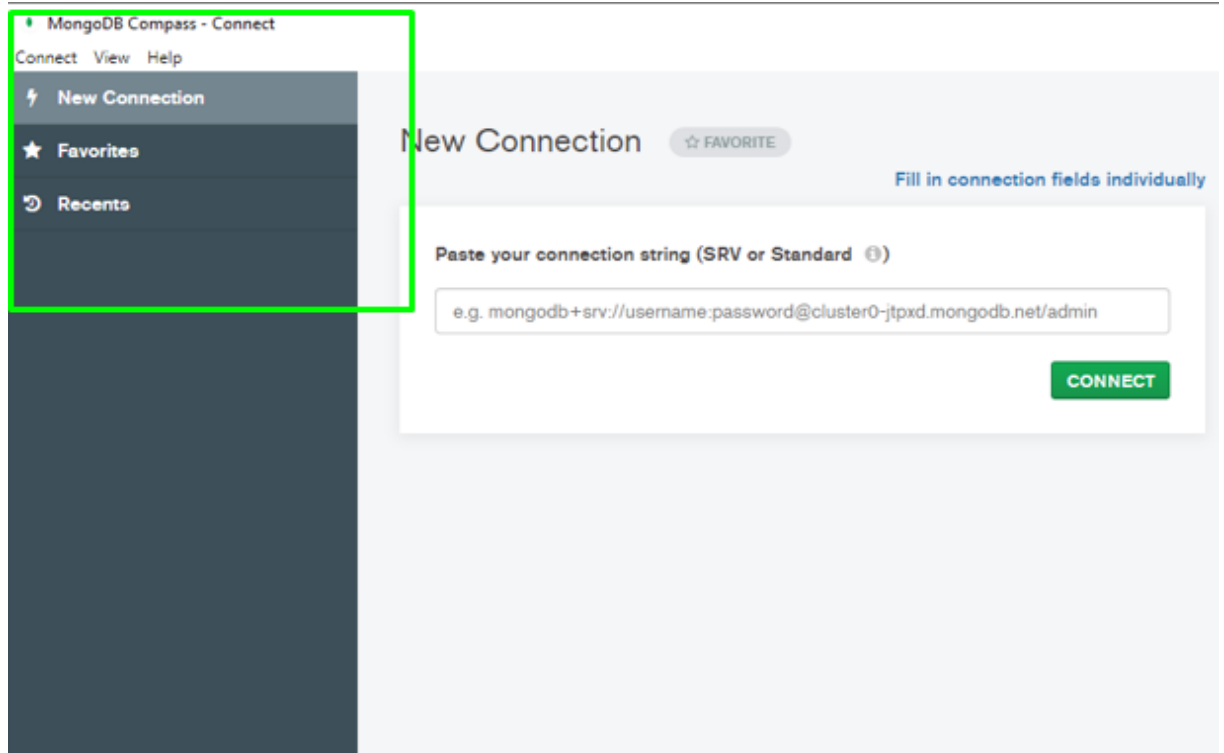 MongoDB Compass - Connect
Connect View Help
New Connection
Favorites
Recents
New Connection
FAVORITE
Fill in connection fields individually
Paste your connection string (SRV or Standard )
e.g. mongodb+srv://username:password@cluster0-jtpxd.mongodb.net/admin
CONNECT